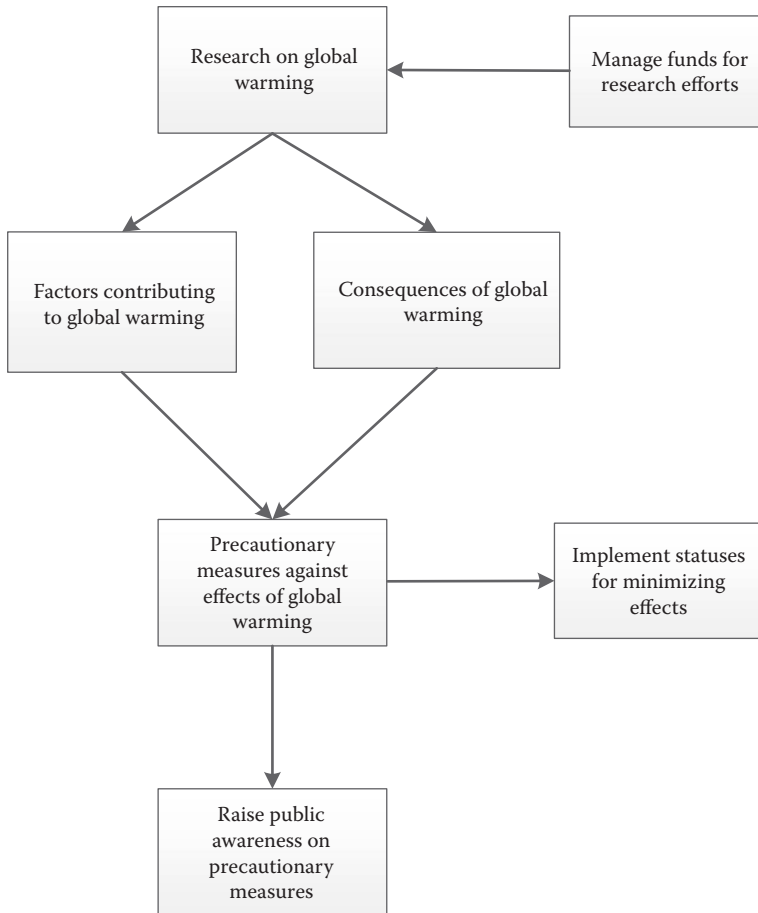 Research on global
warming
Manage funds for
research efforts
Factors contributing
to global warming
Consequences of global
warming
Precautionary
measures against
effects of global
warming
Implement statuses
for minimizing
effects
Raise public
awareness on
precautionary
measures